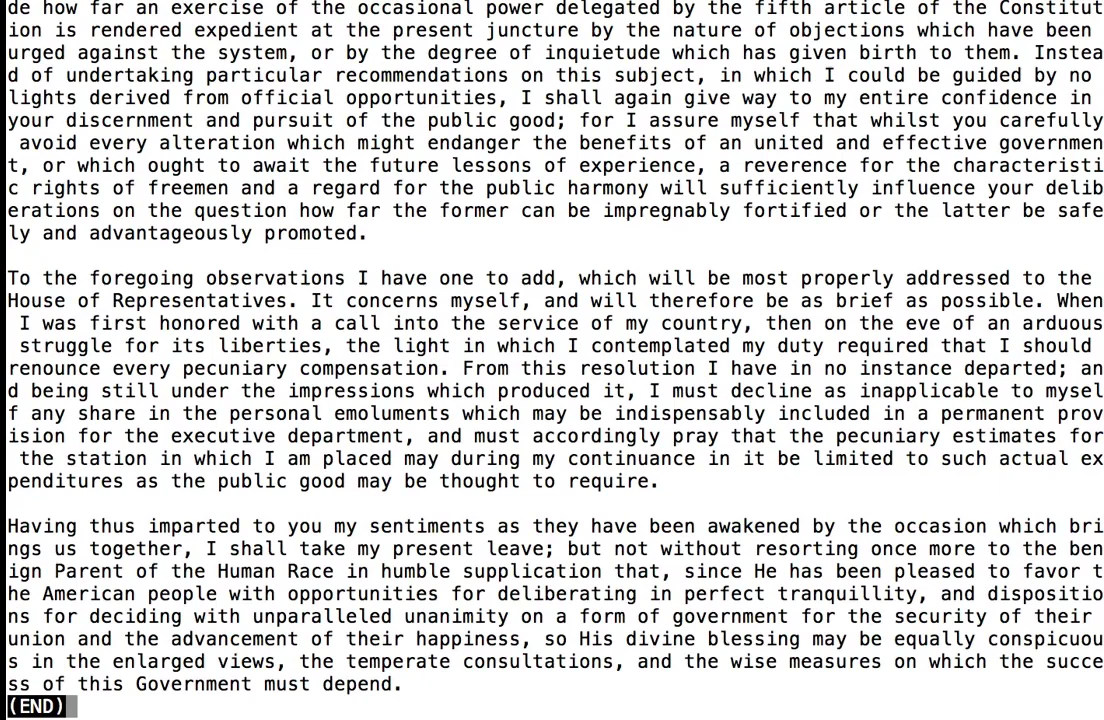 de how far an exercise of the occasional power delegated by the fifth article of the Constitut
ion is rendered expedient at the present juncture by the nature of objections which have been
urged against the system, or by the degree of inquietude which has given birth to them. Instea
d of undertaking particular recommendations on this subject, in which I could be guided by no
lights derived from official opportunities, I shall again give way to my entire confidence in
your discernment and pursuit of the public good; for I assure myself that whilst you carefully
 avoid every alteration which might endanger the benefits of an united and effective governmen
t, or which ought to await the future lessons of experience, a reverence for the characteristi
c rights of freemen and a regard for the public harmony will sufficiently influence your delib
erations on the question how far the former can be impregnably fortified or the latter be safe
ly and advantageously promoted.

To the foregoing observations I have one to add, which will be most properly addressed to the
House of Representatives. It concerns myself, and will therefore be as brief as possible. When
 I was first honored with a call into the service of my country, then on the eve of an arduous
 struggle for its liberties, the light in which I contemplated my duty required that I should
renounce every pecuniary compensation. From this resolution I have in no instance departed; an
d being still under the impressions which produced it, I must decline as inapplicable to mysel
f any share in the personal emoluments which may be indispensably included in a permanent prov
ision for the executive department, and must accordingly pray that the pecuniary estimates for
 the station in which I am placed may during my continuance in it be limited to such actual ex
penditures as the public good may be thought to require.

Having thus imparted to you my sentiments as they have been awakened by the occasion which bri
ngs us together, I shall take my present leave; but not without resorting once more to the ben
ign Parent of the Human Race in humble supplication that, since He has been pleased to favor t
he American people with opportunities for deliberating in perfect tranquillity, and dispositio
ns for deciding with unparalleled unanimity on a form of government for the security of their
union and the advancement of their happiness, so His divine blessing may be equally conspicuou
s in the enlarged views, the temperate consultations, and the wise measures on which the succe
ss of this Government must depend.
(END)